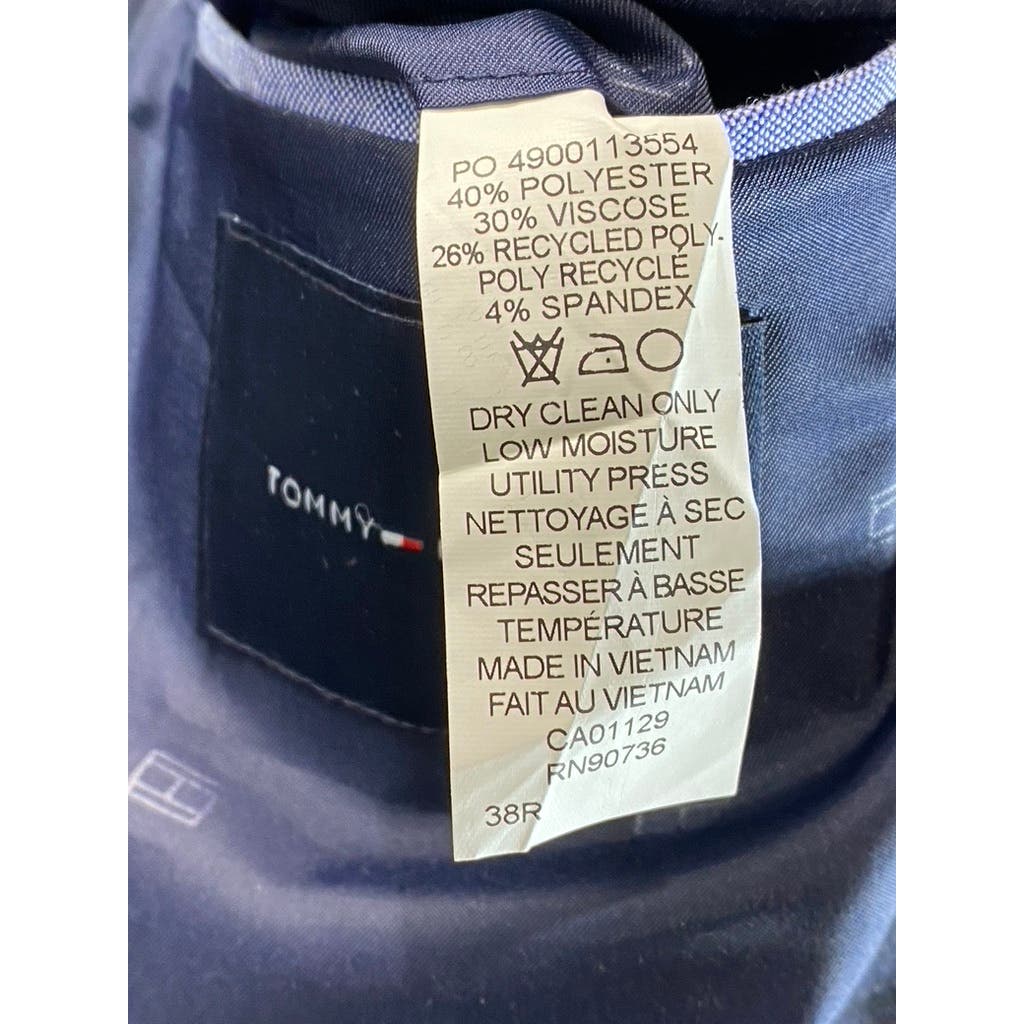 PO 4900113554
40% POLYESTER
30% VISCOSE
26% RECYCLED POLY.
POLY RECYCLÉ
4% SPANDEX
DRY CLEAN ONLY
LOW MOISTURE
UTILITY PRESS
NETTOYAGE À SEC
SEULEMENT
REPASSER À BASSE
TEMPÉRATURE
MADE IN VIETNAM
FAIT AU VIETNAM
CA01129
RN90736
38R
TOMMY